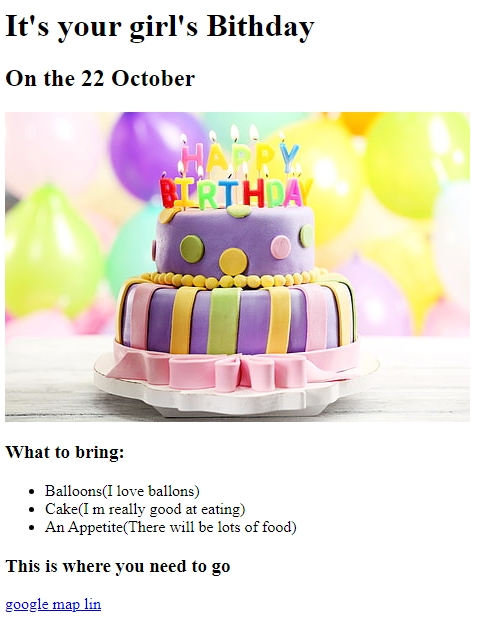 It's your girl's Bithday
On the 22 October
HAPPY
BIRTHDAY
What to bring:
Balloons(I love ballons)
Cake(I m really good at eating)
An Appetite(There will be lots of food)
This is where you need to go
google map lin